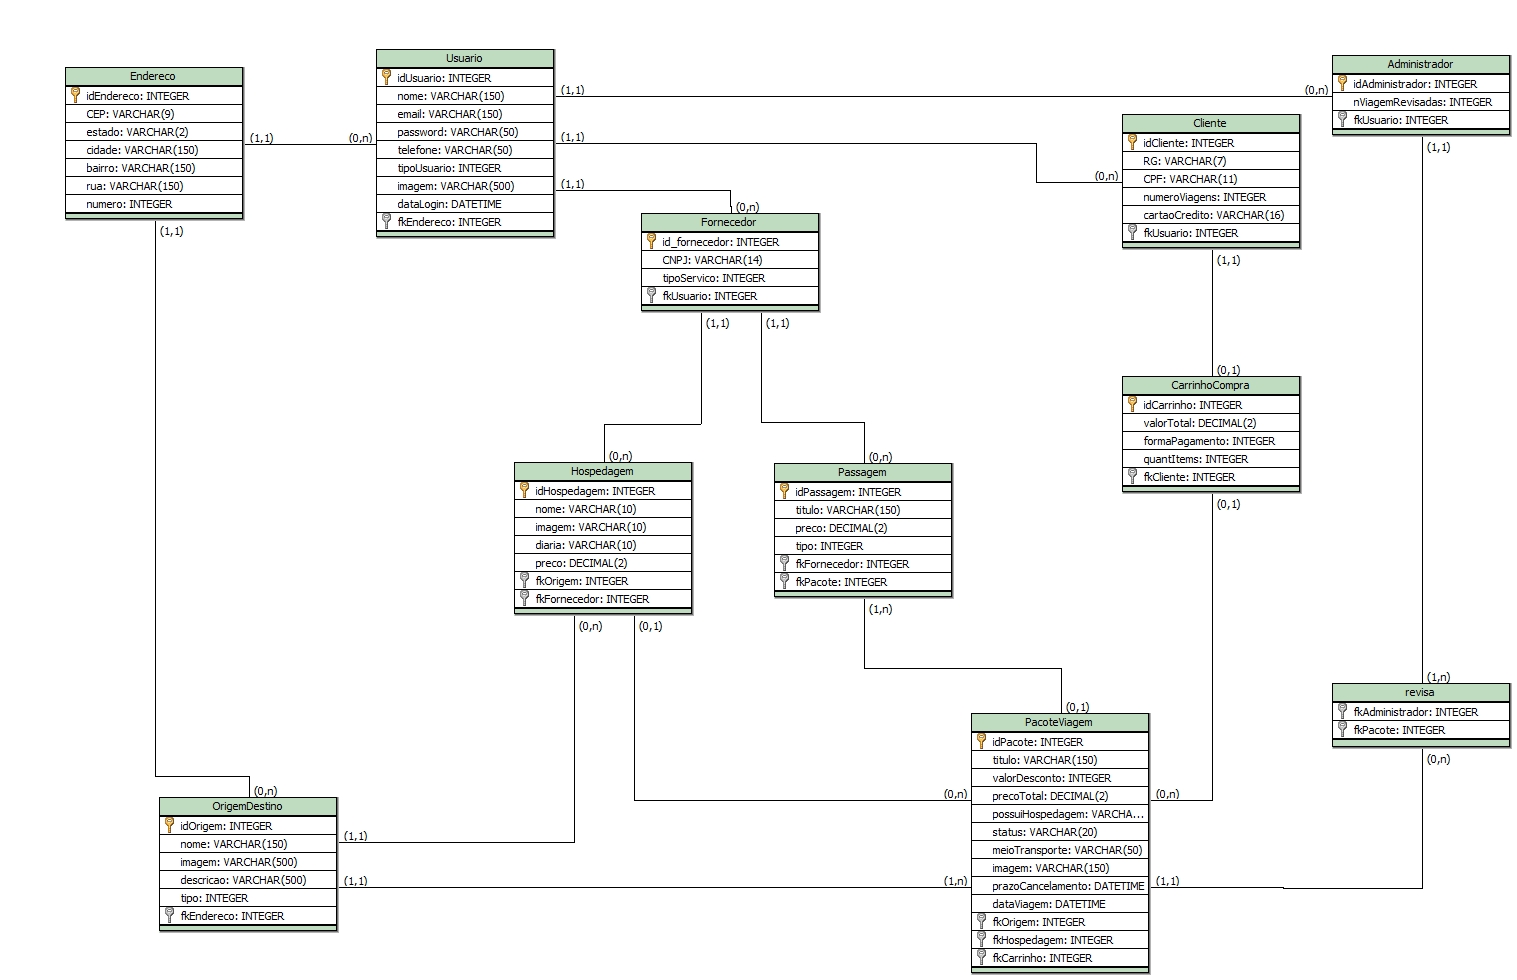 Endereco
idEndereco: INTEGER
CEP: VARCHAR(9)
estado: VARCHAR(2)
cidade: VARCHAR(150)
bairro: VARCHAR(150)
rua: VARCHAR(150)
numero: INTEGER
(1,1)
(0,n)
(1,1)
Usuario
idUsuario: INTEGER
nome: VARCHAR(150)
email: VARCHAR(150)
password: VARCHAR(50)
telefone: VARCHAR(50)
tipoUsuario: INTEGER
imagem: VARCHAR(500)
dataLogin: DATETIME
fkEndereco: INTEGER
(1,1)
(0,n)
(1,1)
(0,n)
(1,1)
(0,n)
Administrador
idAdministrador: INTEGER
nViagemRevisadas: INTEGER
fkUsuario: INTEGER
(1,1)
Cliente
idCliente: INTEGER
RG: VARCHAR(7)
CPF: VARCHAR(11)
numeroViagens: INTEGER
cartaoCredito: VARCHAR(16)
fkUsuario: INTEGER
(1,1)
Fornecedor
id_fornecedor: INTEGER
CNPJ: VARCHAR(14)
tipoServico: INTEGER
fkUsuario: INTEGER
(1,1)
(1,1)
(0,1)
CarrinhoCompra
idCarrinho: INTEGER
valorTotal: DECIMAL(2)
formaPagamento: INTEGER
quantItems: INTEGER
fkCliente: INTEGER
(0,1)
(0,n)
Hospedagem
idHospedagem: INTEGER
nome: VARCHAR(10)
imagem: VARCHAR(10)
diaria: VARCHAR(10)
preco: DECIMAL(2)
fkOrigem: INTEGER
fkFornecedor: INTEGER
(0,n)
(0,1)
(0,n)
Passagem
idPassagem: INTEGER
titulo: VARCHAR(150)
preco: DECIMAL(2)
tipo: INTEGER
fkFornecedor: INTEGER
fkPacote: INTEGER
(1,n)
(1,n)
revisa
fkAdministrador: INTEGER
fkPacote: INTEGER
(0,n)
(0,1)
PacoteViagem
idPacote: INTEGER
titulo: VARCHAR(150)
valorDesconto: INTEGER
precoTotal: DECIMAL(2)
possuiHospedagem: VARCHA...
status: VARCHAR(20)
meioTransporte: VARCHAR(50)
imagem: VARCHAR(150)
prazoCancelamento: DATETIME
dataViagem: DATETIME
fkOrigem: INTEGER
fkHospedagem: INTEGER
fkCarrinho: INTEGER
(0,n)
(0,n)
(1,n)
(1,1)
(0,n)
OrigemDestino
idOrigem: INTEGER
nome: VARCHAR(150)
imagem: VARCHAR(500)
descricao: VARCHAR(500)
tipo: INTEGER
fkEndereco: INTEGER
(1,1)
(1,1)